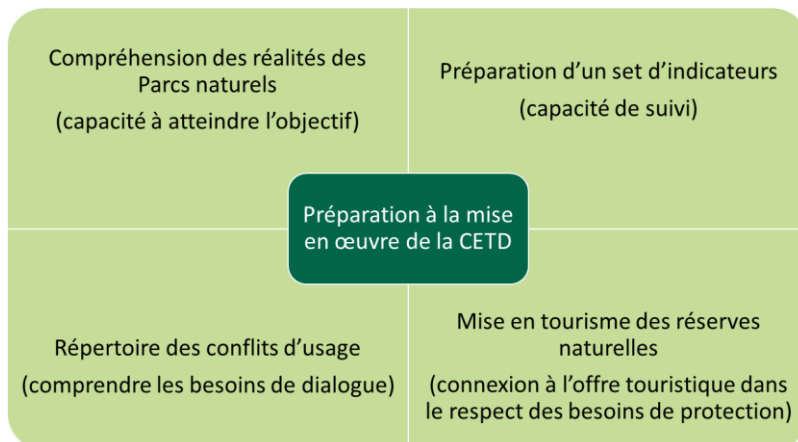 Compréhension des réalités des
Parcs naturels
(capacité à atteindre l'objectif)
Préparation d'un set d'indicateurs
(capacité de suivi)
Préparation à la mise
en œuvre de la CETD
Répertoire des conflits d'usage
(comprendre les besoins de dialogue)
Mise en tourisme des réserves
naturelles
(connexion à l'offre touristique dans
le respect des besoins de protection)